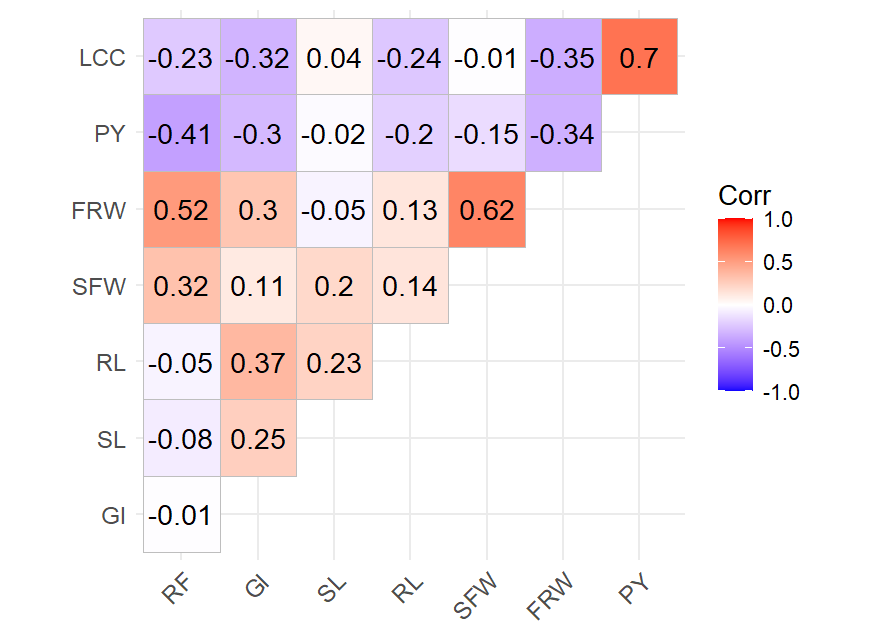 LCC -0.23 -0.32 0.04 -0.24 -0.01 -0.35 0.7
PY -0.41 -0.3 -0.02 -0.2 -0.15 -0.34
FRW 0.52 0.3 -0.05 0.13 0.62
SFW 0.32 0.11 0.2 0.14
RL -0.05 0.37 0.23
SL -0.08 0.25
GI -0.01
RF GI SL RL SFW FRW PY
Corr
1.0
0.5
0.0
-0.5
-1.0